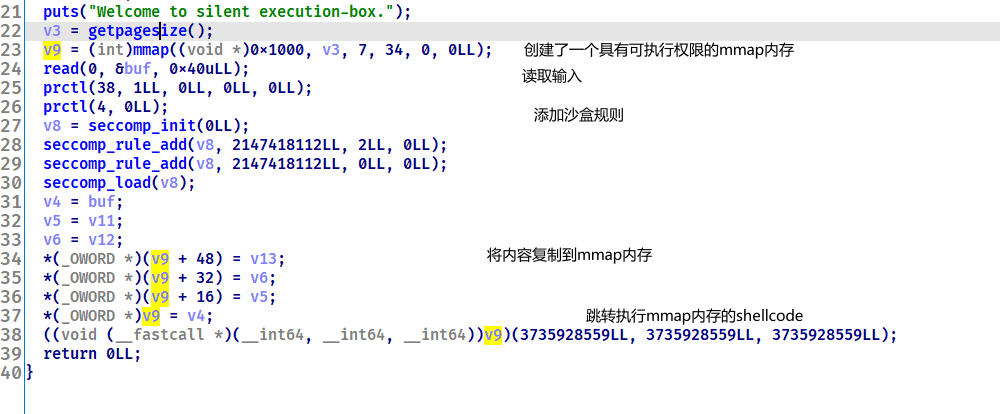 21 puts("Welcome to silent execution-box.");
22 v3 = getpagesize();
23 v9 = (int)mmap((void *)0x1000, v3, 7, 34, 0, 0LL); 创建了一个具有可执行权限的mmap内存
24 read(0, &buf, 0x40uLL); 读取输入
25 prctl(38, 1LL, 0LL, 0LL, 0LL);
26 prctl(4, 0LL); 添加沙盒规则
27 v8 = seccomp_init(0LL);
28 seccomp_rule_add(v8, 2147418112LL, 2LL, 0LL);
29 seccomp_rule_add(v8, 2147418112LL, 0LL, 0LL);
30 seccomp_load(v8);
31 v4 = buf;
32 v5 = v11;
33 v6 = v12;
34 *(_OWORD *)(v9 + 48) = v13; 将内容复制到mmap内存
35 *(_OWORD *)(v9 + 32) = v6;
36 *(_OWORD *)(v9 + 16) = v5;
37 *(_OWORD *)v9 = v4; 跳转执行mmap内存的shellcode
38 ((void (__fastcall *)(__int64, __int64, __int64))v9)(3735928559LL, 3735928559LL, 3735928559LL);
39 return 0LL;
40 }